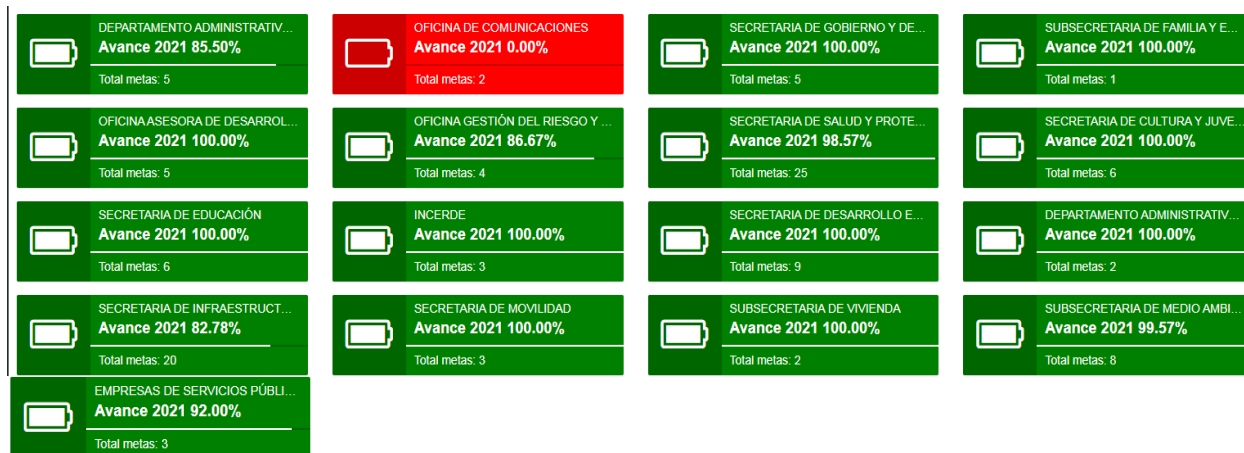 DEPARTAMENTO ADMINISTRATIV...
Avance 2021 85.50%
Total metas: 5
OFICINA DE COMUNICACIONES
Avance 2021 0.00%
Total metas: 2
SECRETARIA DE GOBIERNO Y DE...
Avance 2021 100.00%
Total metas: 5
SUBSECRETARIA DE FAMILIA Y E...
Avance 2021 100.00%
Total metas: 1
OFICINA ASESORA DE DESARROL...
Avance 2021 100.00%
Total metas: 5
OFICINA GESTIÓN DEL RIESGO Y ...
Avance 2021 86.67%
Total metas: 4
SECRETARIA DE SALUD Y PROTE...
Avance 2021 98.57%
Total metas: 25
SECRETARIA DE CULTURA Y JUVE...
Avance 2021 100.00%
Total metas: 6
SECRETARIA DE EDUCACIÓN
Avance 2021 100.00%
Total metas: 6
INCERDE
Avance 2021 100.00%
Total metas: 3
SECRETARIA DE DESARROLLO E...
Avance 2021 100.00%
Total metas: 9
DEPARTAMENTO ADMINISTRATIV...
Avance 2021 100.00%
Total metas: 2
SECRETARIA DE INFRAESTRUCT...
Avance 2021 82.78%
Total metas: 20
SECRETARIA DE MOVILIDAD
Avance 2021 100.00%
Total metas: 3
SUBSECRETARIA DE VIVIENDA
Avance 2021 100.00%
Total metas: 2
SUBSECRETARIA DE MEDIO AMBI...
Avance 2021 99.57%
Total metas: 8
EMPRESAS DE SERVICIOS PÚBLI...
Avance 2021 92.00%
Total metas: 3